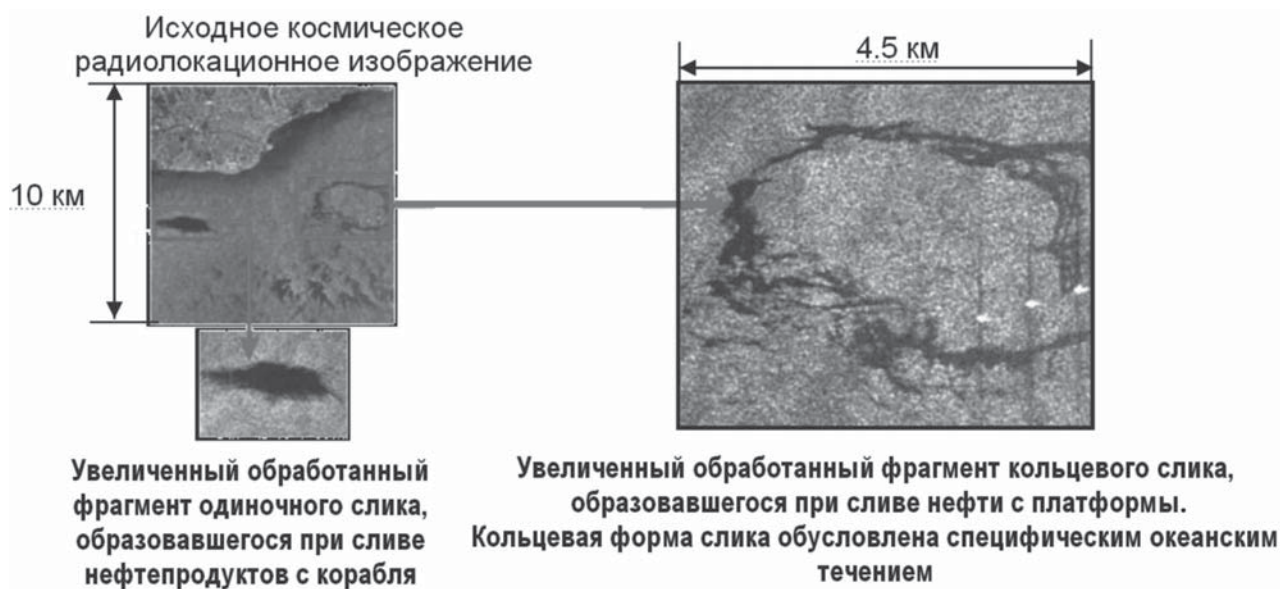 Исходное космическое
радиолокационное изображение
4.5 км
10 км
Увеличенный обработанный
фрагмент одиночного слика,
образовавшегося при сливе
нефтепродуктов с корабля
Увеличенный обработанный фрагмент кольцевого слика,
образовавшегося при сливе нефти с платформы.
Кольцевая форма слика обусловлена специфическим океанским
течением